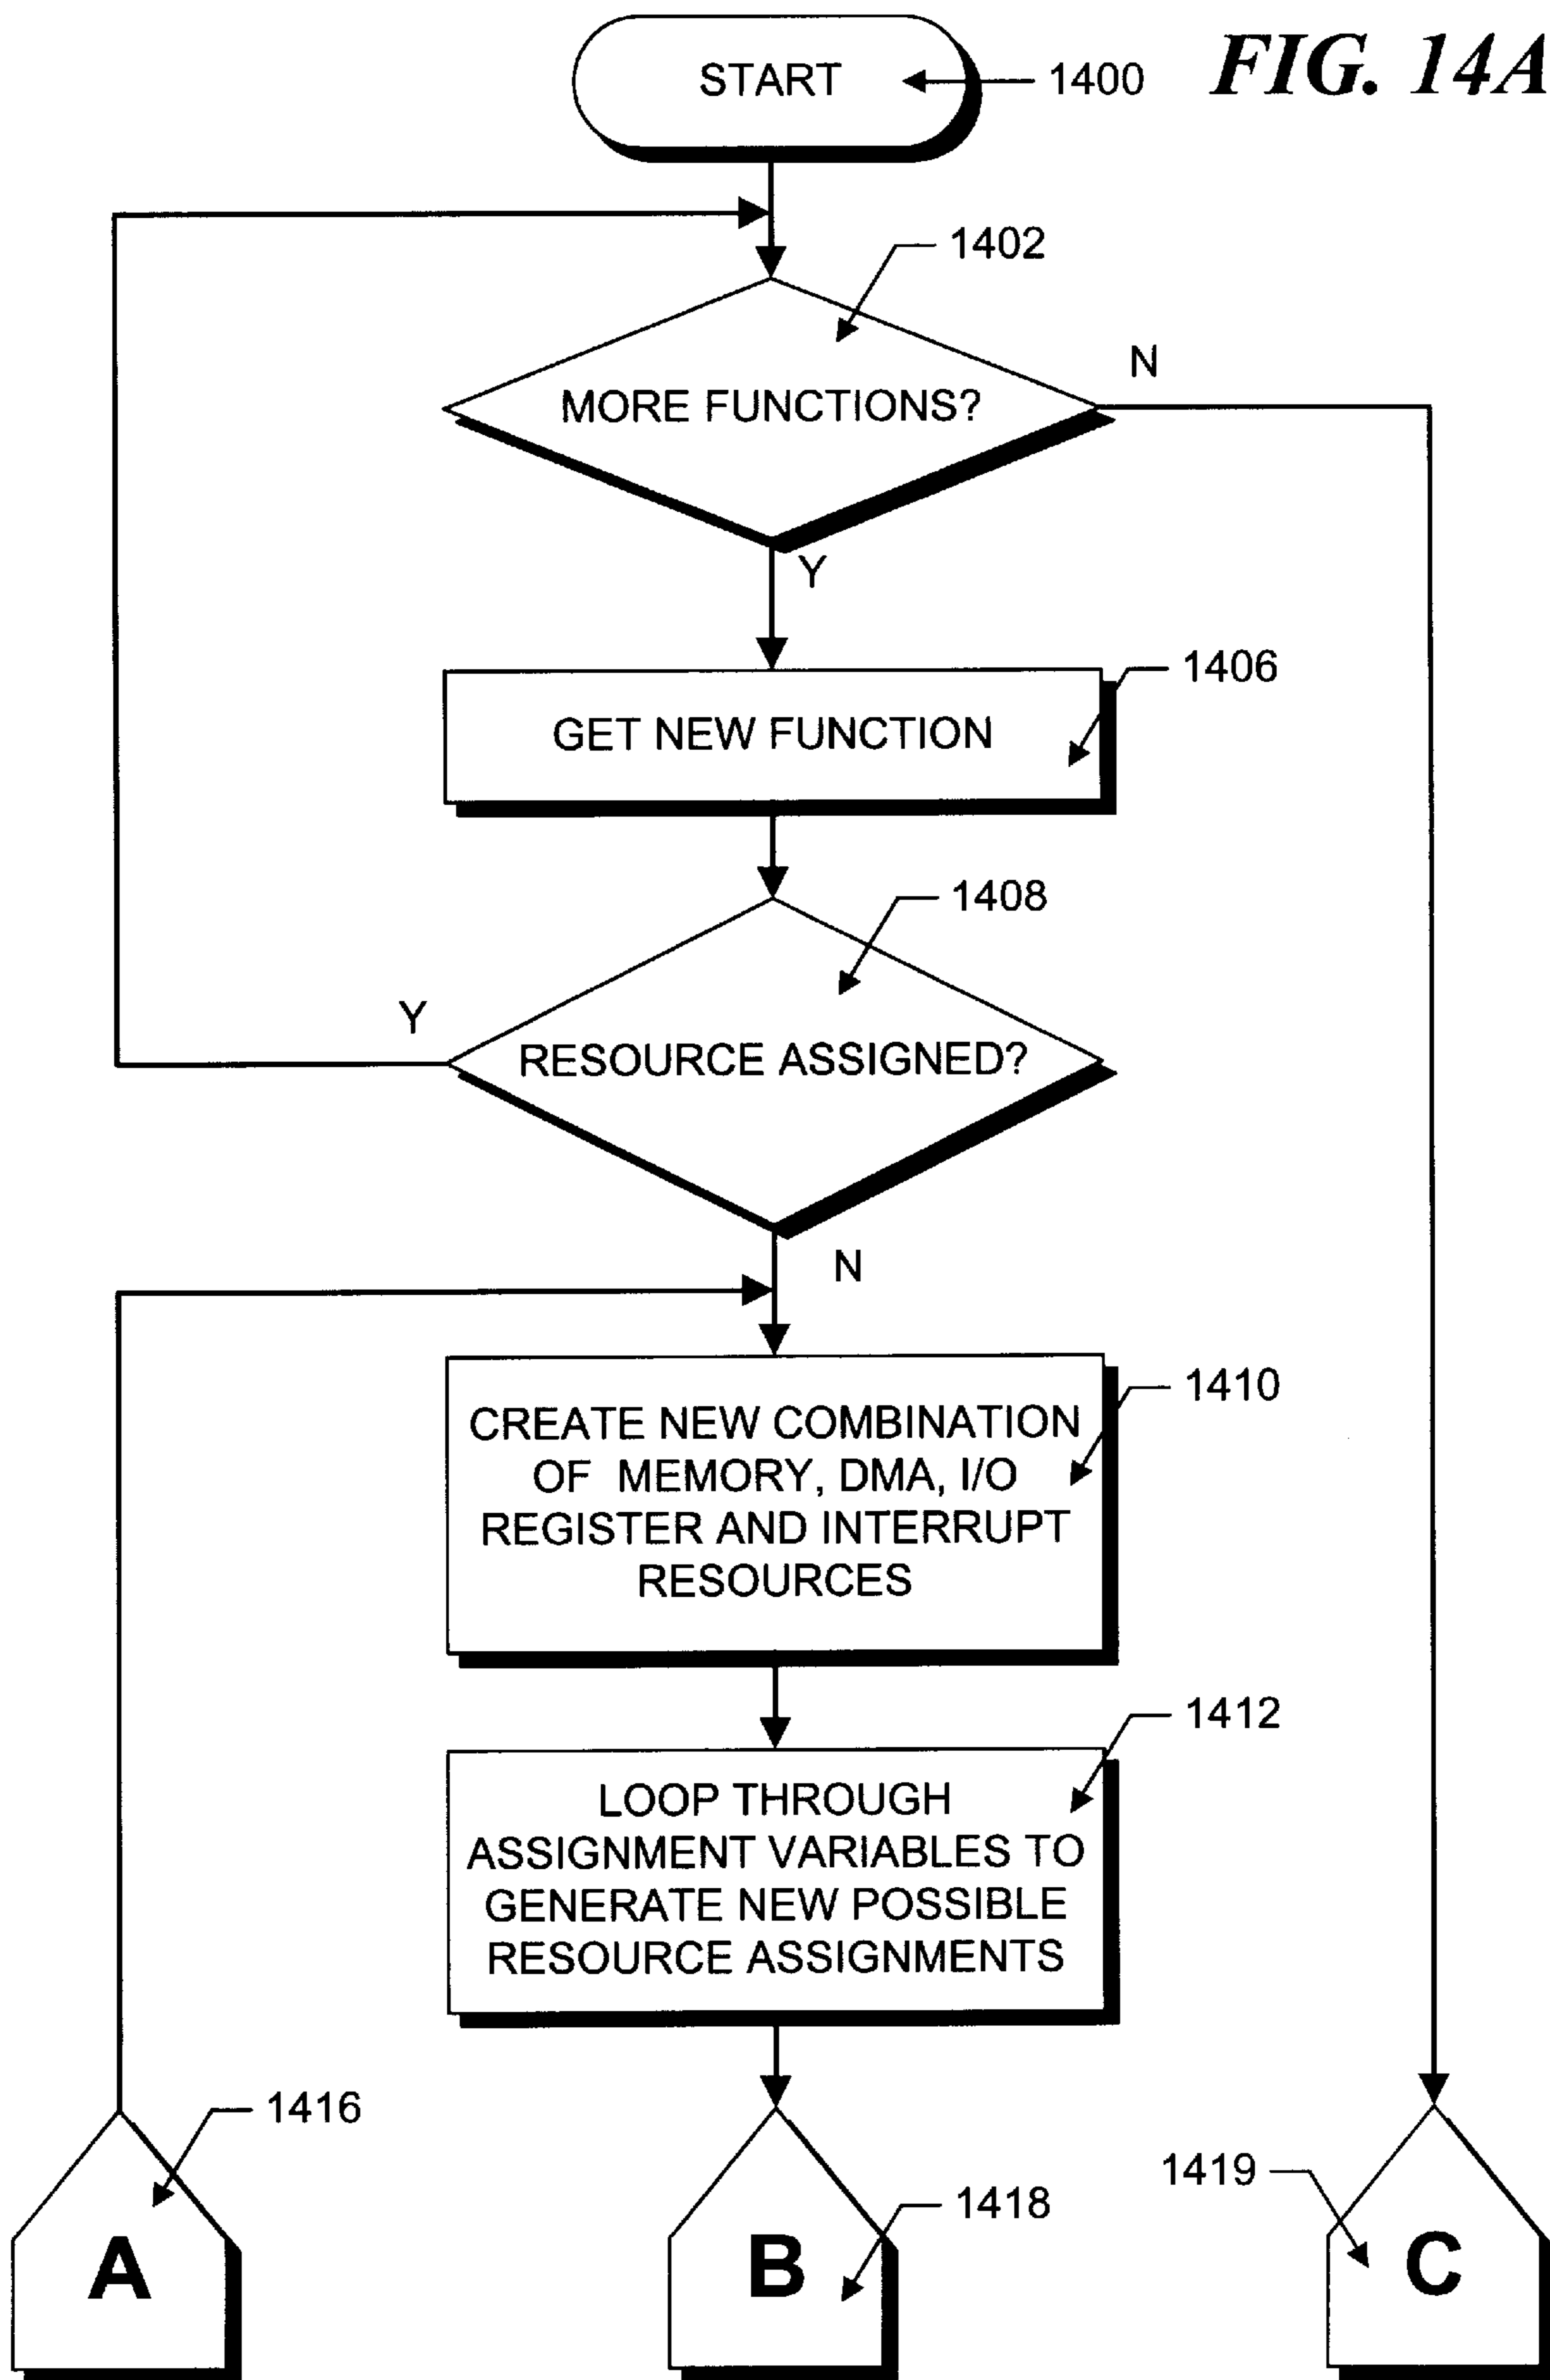 START
1400
FIG. 14A
1402
N
MORE FUNCTIONS?
Y
1406
GET NEW FUNCTION
1408
Y
RESOURCE ASSIGNED?
N
1410
CREATE NEW COMBINATION
OF MEMORY, DMA, I/O
REGISTER AND INTERRUPT
RESOURCES
1412
LOOP THROUGH
ASSIGNMENT VARIABLES TO
GENERATE NEW POSSIBLE
RESOURCE ASSIGNMENTS
1416
1418
1419
A
B
C